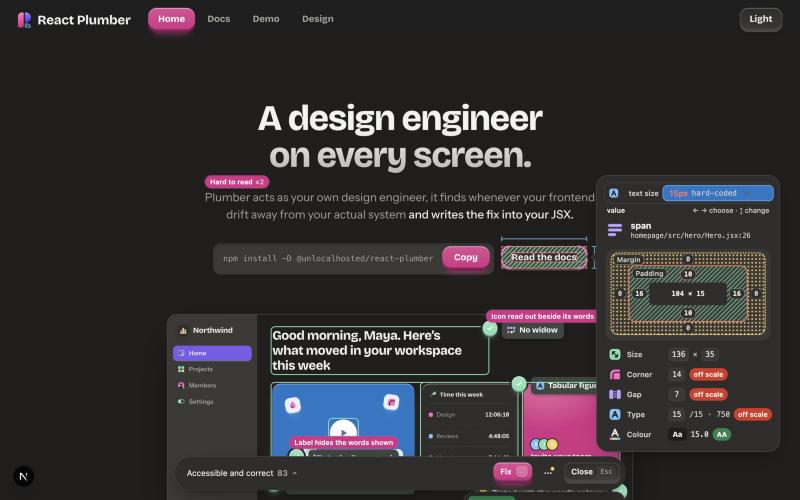 React Plumber
Home
Docs
Demo
Design
Light
A design engineer
on every screen.
Hard to read ×2
Plumber acts as your own design engineer, it finds whenever your frontend
drift away from your actual system and writes the fix into your JSX.
npm install -D @unlocalhosted/react-plumber
Copy
Read the docs
text size
15px hard-coded
value
← → choose · ↕ change
span
homepage/src/hero/Hero.jsx:26
Margin
0
Padding
10
0
16
104 × 15
16
0
10
0
Size
136 × 35
Corner
14
off scale
Gap
7
off scale
Type
15 /15 · 750
off scale
Colour
Aa
15.0
AA
Northwind
Home
Projects
Members
Settings
Icon read out beside its words
No widow
Good morning, Maya. Here's
what moved in your workspace
this week
Tabular figur
Time this week
Design
12:06:18
Reviews
4:48:05
Label hides the words shown
Accessible and correct 83
Fix
Close
Esc
N